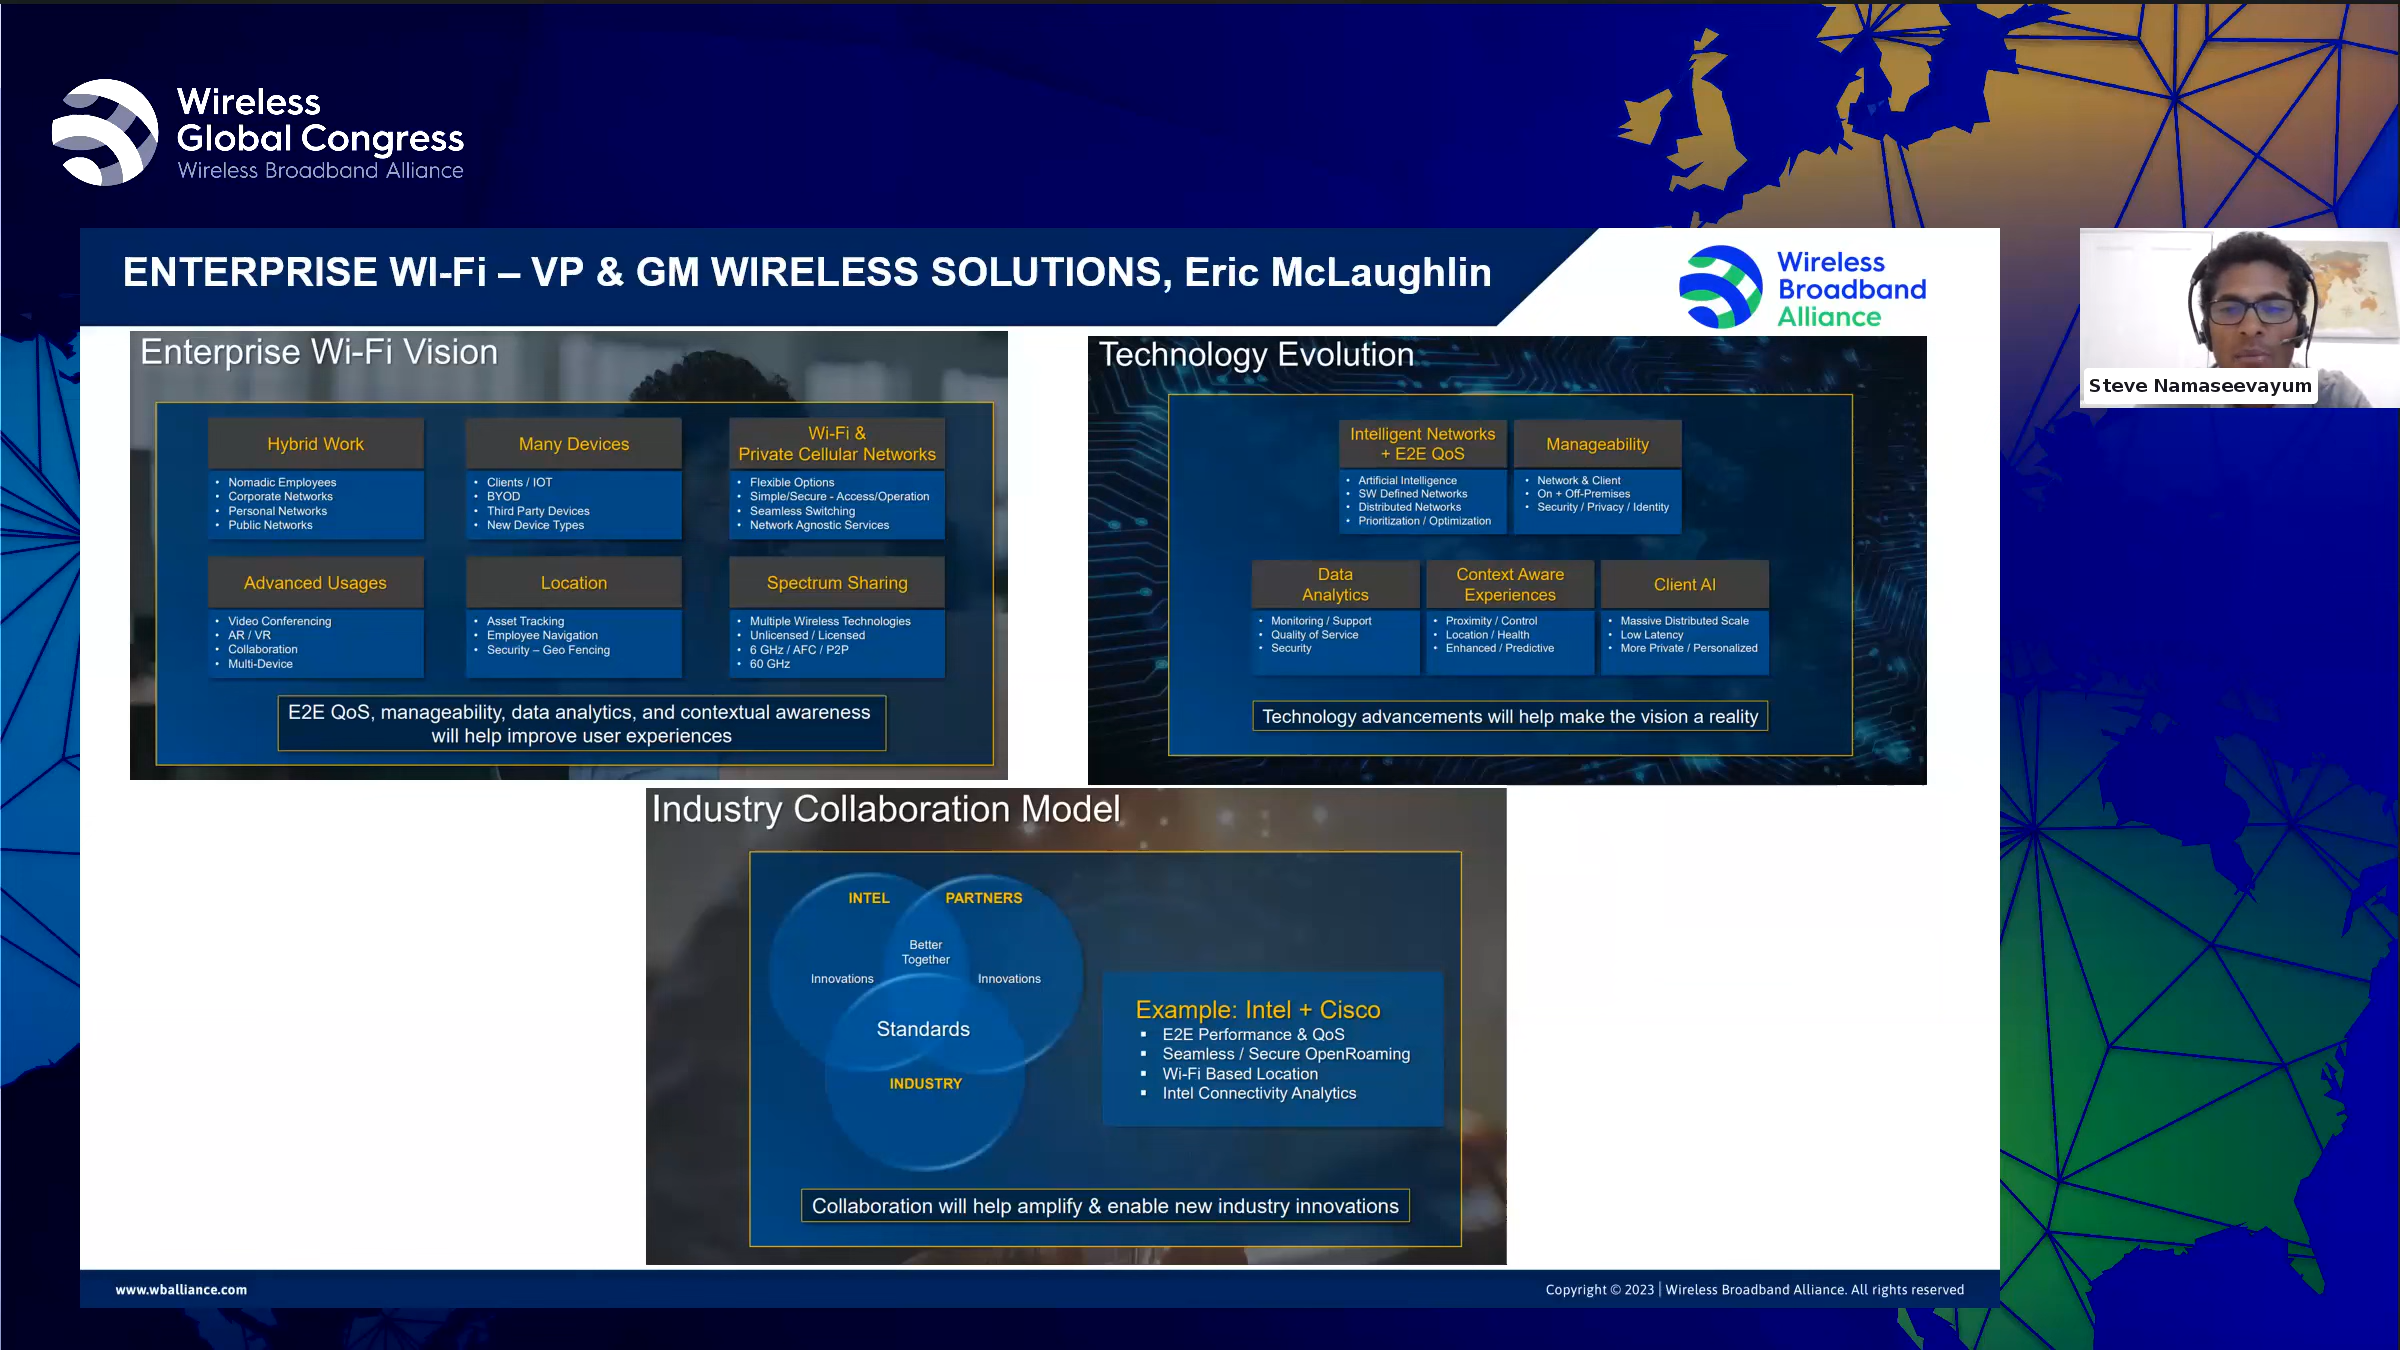 Wireless
Global Congress
Wireless Broadband Alliance
ENTERPRISE WI-Fi – VP & GM WIRELESS SOLUTIONS, Eric McLaughlin
Wireless
Broadband
Alliance
Steve Namaseevayum
Enterprise Wi-Fi Vision
Hybrid Work
• Nomadic Employees
• Corporate Networks
• Personal Networks
• Public Networks
Many Devices
• Clients / IOT
• BYOD
• Third Party Devices
• New Device Types
Wi-Fi &
Private Cellular Networks
• Flexible Options
• Simple/Secure - Access/Operation
• Seamless Switching
• Network Agnostic Services
Advanced Usages
• Video Conferencing
• AR / VR
• Collaboration
• Multi-Device
Location
• Asset Tracking
• Employee Navigation
• Security – Geo Fencing
Spectrum Sharing
• Multiple Wireless Technologies
• Unlicensed / Licensed
• 6 GHz / AFC / P2P
• 60 GHz
E2E QoS, manageability, data analytics, and contextual awareness
will help improve user experiences
Technology Evolution
Intelligent Networks
+ E2E QoS
• Artificial Intelligence
• SW Defined Networks
• Distributed Networks
• Prioritization / Optimization
Manageability
• Network & Client
• On + Off-Premises
• Security / Privacy / Identity
Data
Analytics
• Monitoring / Support
• Quality of Service
• Security
Context Aware
Experiences
• Proximity / Control
• Location / Health
• Enhanced / Predictive
Client AI
• Massive Distributed Scale
• Low Latency
• More Private / Personalized
Technology advancements will help make the vision a reality
Industry Collaboration Model
INTEL
PARTNERS
Better
Together
Innovations
Innovations
Standards
INDUSTRY
Example: Intel + Cisco
▪ E2E Performance & QoS
▪ Seamless / Secure OpenRoaming
▪ Wi-Fi Based Location
▪ Intel Connectivity Analytics
Collaboration will help amplify & enable new industry innovations
www.wballiance.com
Copyright © 2023 | Wireless Broadband Alliance. All rights reserved